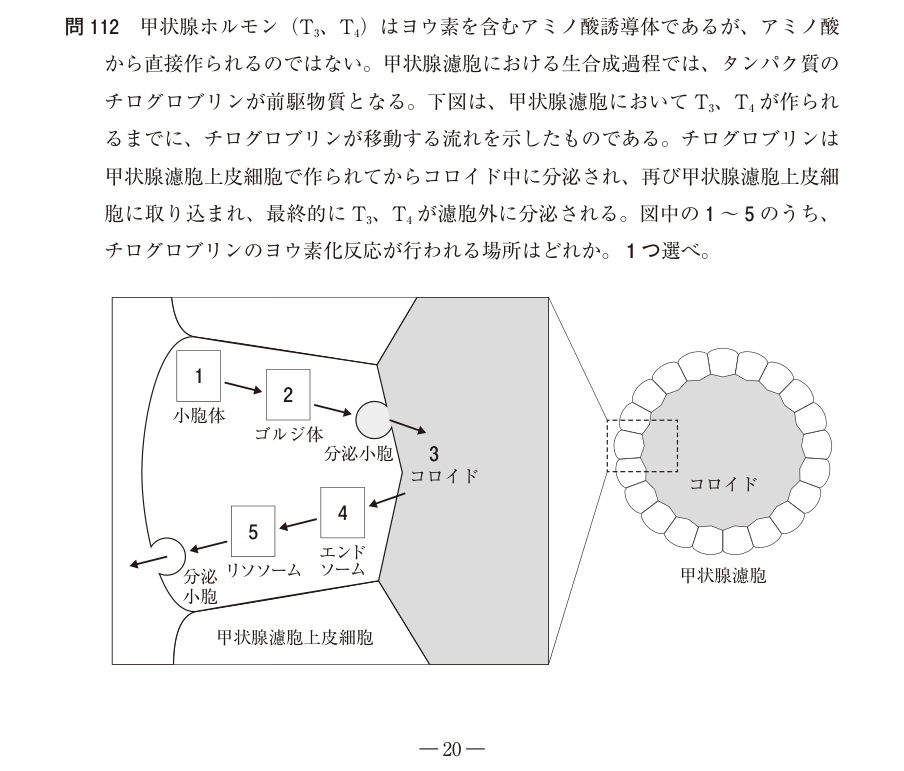 問 112　甲状腺ホルモン（T₃、T₄）はヨウ素を含むアミノ酸誘導体であるが、アミノ酸
から直接作られるのではない。甲状腺濾胞における生合成過程では、タンパク質の
チログロブリンが前駆物質となる。下図は、甲状腺濾胞において T₃、T₄ が作られ
るまでに、チログロブリンが移動する流れを示したものである。チログロブリンは
甲状腺濾胞上皮細胞で作られてからコロイド中に分泌され、再び甲状腺濾胞上皮細
胞に取り込まれ、最終的に T₃、T₄ が濾胞外に分泌される。図中の 1 ～ 5 のうち、
チログロブリンのヨウ素化反応が行われる場所はどれか。 1 つ選べ。
1
小胞体
2
ゴルジ体
分泌小胞
3
コロイド
4
エンド
ソーム
5
リソソーム
分泌
小胞
甲状腺濾胞上皮細胞
コロイド
甲状腺濾胞
— 20 —